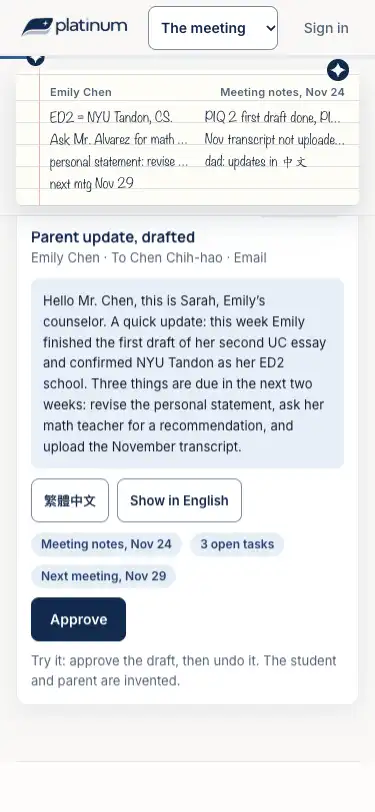 platinum
The meeting
Sign in
Emily Chen
Meeting notes, Nov 24
ED2 = NYU Tandon, CS.
PIQ 2 first draft done, PI...
Ask Mr. Alvarez for math ...
Nov transcript not uploade...
personal statement: revise ...
dad: updates in 中文
next mtg Nov 29
Parent update, drafted
Emily Chen · To Chen Chih-hao · Email
Hello Mr. Chen, this is Sarah, Emily’s
counselor. A quick update: this week Emily
finished the first draft of her second UC essay
and confirmed NYU Tandon as her ED2
school. Three things are due in the next two
weeks: revise the personal statement, ask her
math teacher for a recommendation, and
upload the November transcript.
繁體中文
Show in English
Meeting notes, Nov 24
3 open tasks
Next meeting, Nov 29
Approve
Try it: approve the draft, then undo it. The student
and parent are invented.